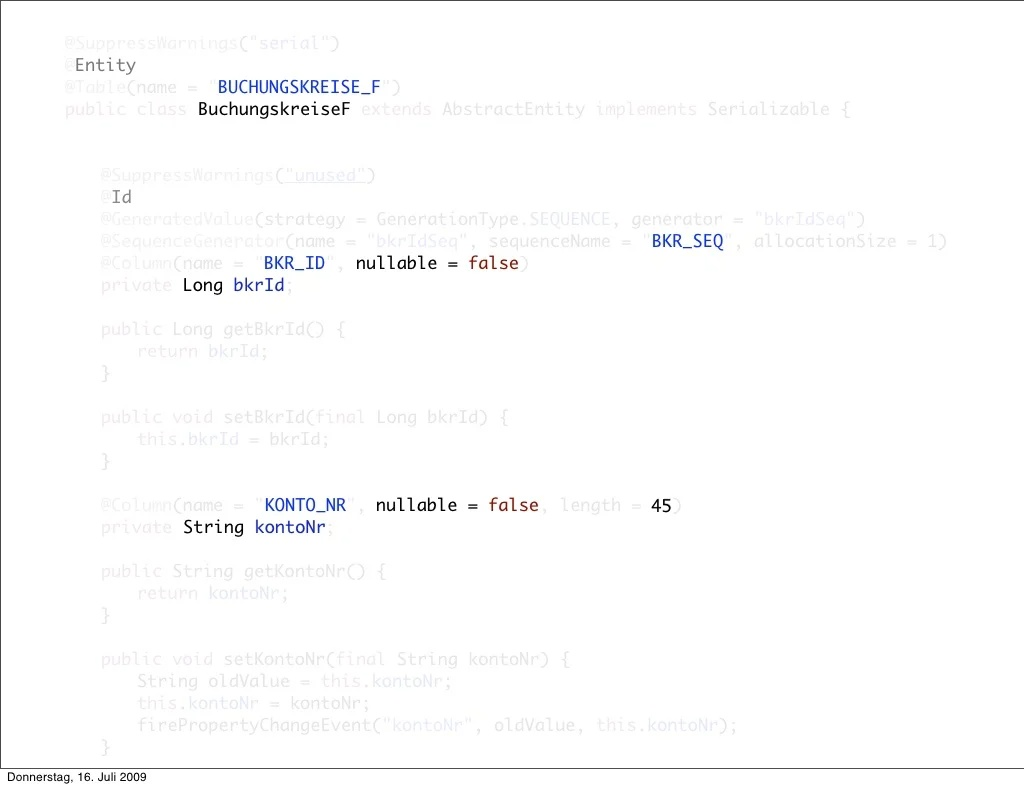 @SuppressWarnings("serial")
@Entity
@Table(name = "BUCHUNGSKREISE_F")
public class BuchungskreiseF extends AbstractEntity implements Serializable {
@SuppressWarnings("unused")
@Id
@GeneratedValue(strategy = GenerationType.SEQUENCE, generator = "bkrIdSeq")
@SequenceGenerator(name = "bkrIdSeq", sequenceName = "BKR_SEQ", allocationSize = 1)
@Column(name = "BKR_ID", nullable = false)
private Long bkrId;
public Long getBkrId() {
return bkrId;
}
public void setBkrId(final Long bkrId) {
this.bkrId = bkrId;
}
@Column(name = "KONTO_NR", nullable = false, length = 45)
private String kontoNr;
public String getKontoNr() {
return kontoNr;
}
public void setKontoNr(final String kontoNr) {
String oldValue = this.kontoNr;
this.kontoNr = kontoNr;
firePropertyChangeEvent("kontoNr", oldValue, this.kontoNr);
}
Donnerstag, 16. Juli 2009